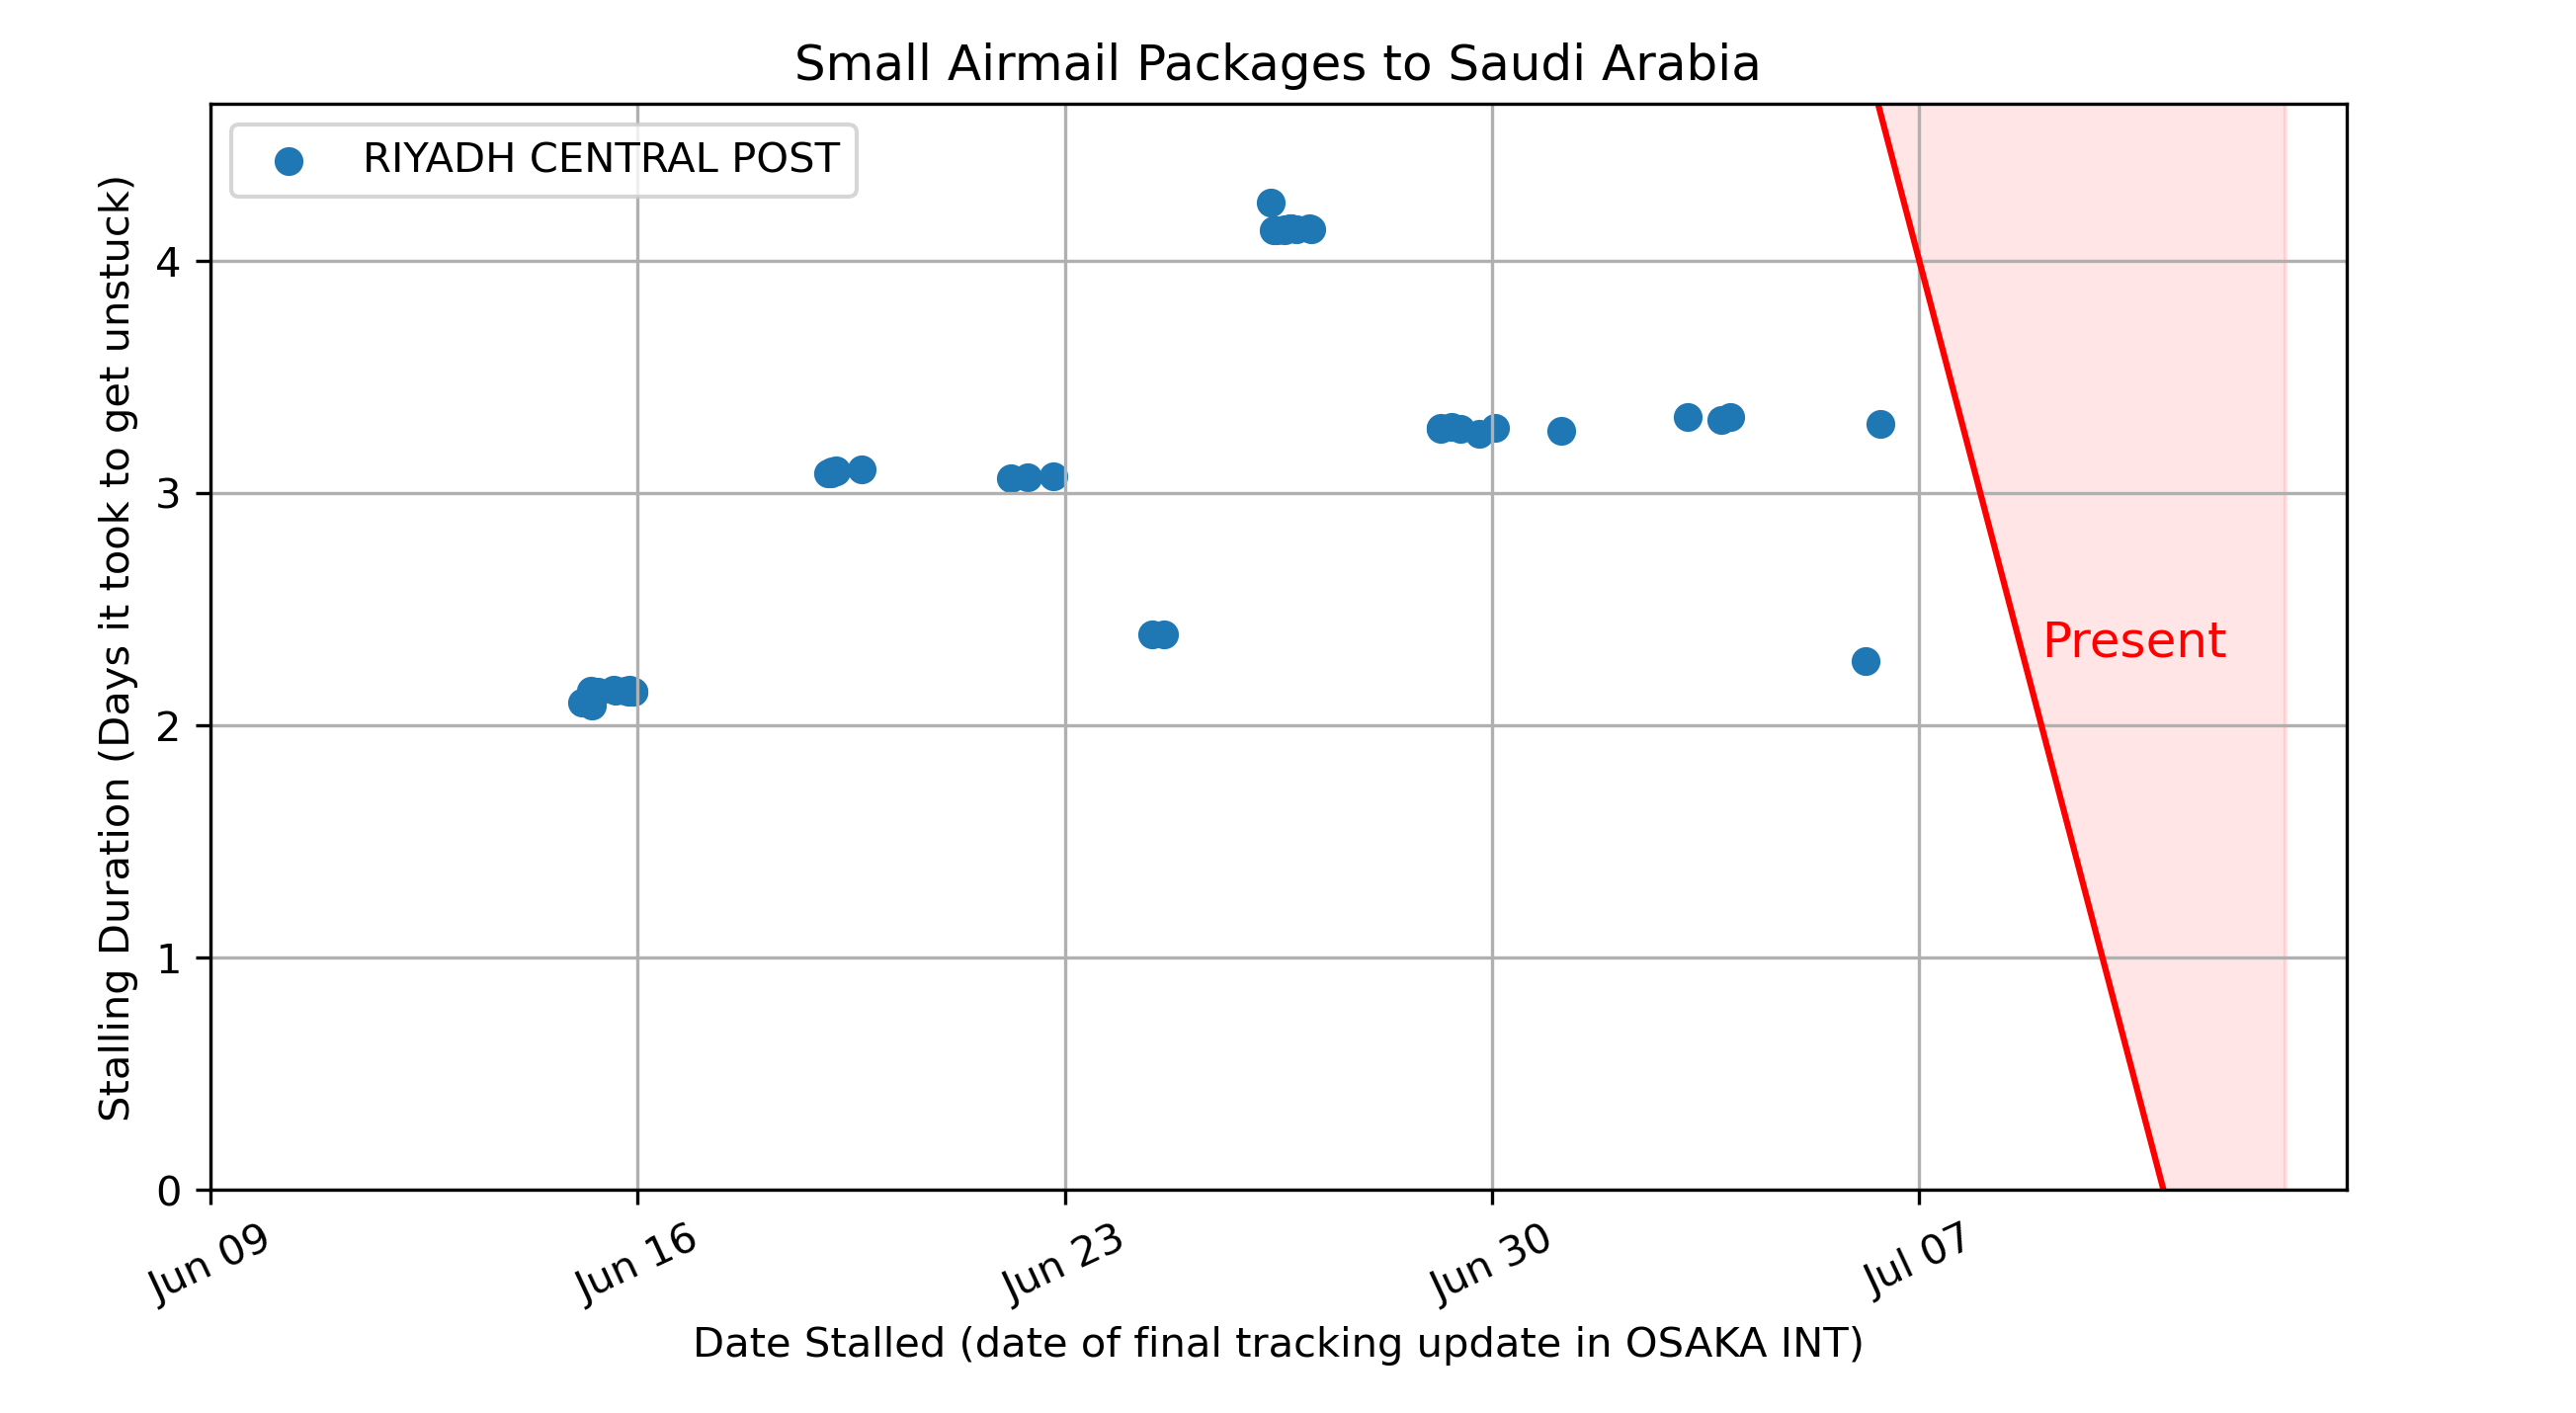 Small Airmail Packages to Saudi Arabia
RIYADH CENTRAL POST
Stalling Duration (Days it took to get unstuck)
4
3
2
1
0
Present
Jun 09
Jun 16
Jun 23
Jun 30
Jul 07
Date Stalled (date of final tracking update in OSAKA INT)